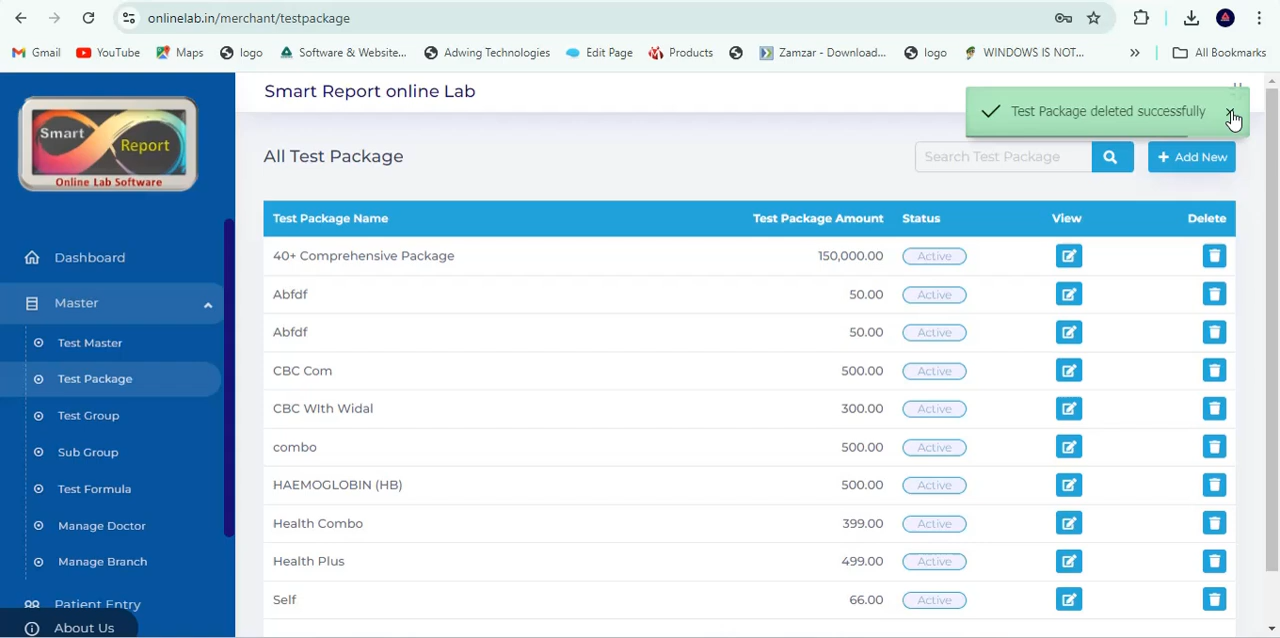 onlinelab.in/merchant/testpackage
Gmail YouTube Maps logo Software & Website... Adwing Technologies Edit Page Products Zamzar - Download... logo WINDOWS IS NOT... » All Bookmarks
Smart Report
Online Lab Software
Smart Report online Lab
Test Package deleted successfully
All Test Package
Search Test Package
+ Add New
Dashboard
Master
Test Master
Test Package
Test Group
Sub Group
Test Formula
Manage Doctor
Manage Branch
Patient Entry
About Us
Test Package Name Test Package Amount Status View Delete
40+ Comprehensive Package 150,000.00 Active
Abfdf 50.00 Active
Abfdf 50.00 Active
CBC Com 500.00 Active
CBC WIth Widal 300.00 Active
combo 500.00 Active
HAEMOGLOBIN (HB) 500.00 Active
Health Combo 399.00 Active
Health Plus 499.00 Active
Self 66.00 Active